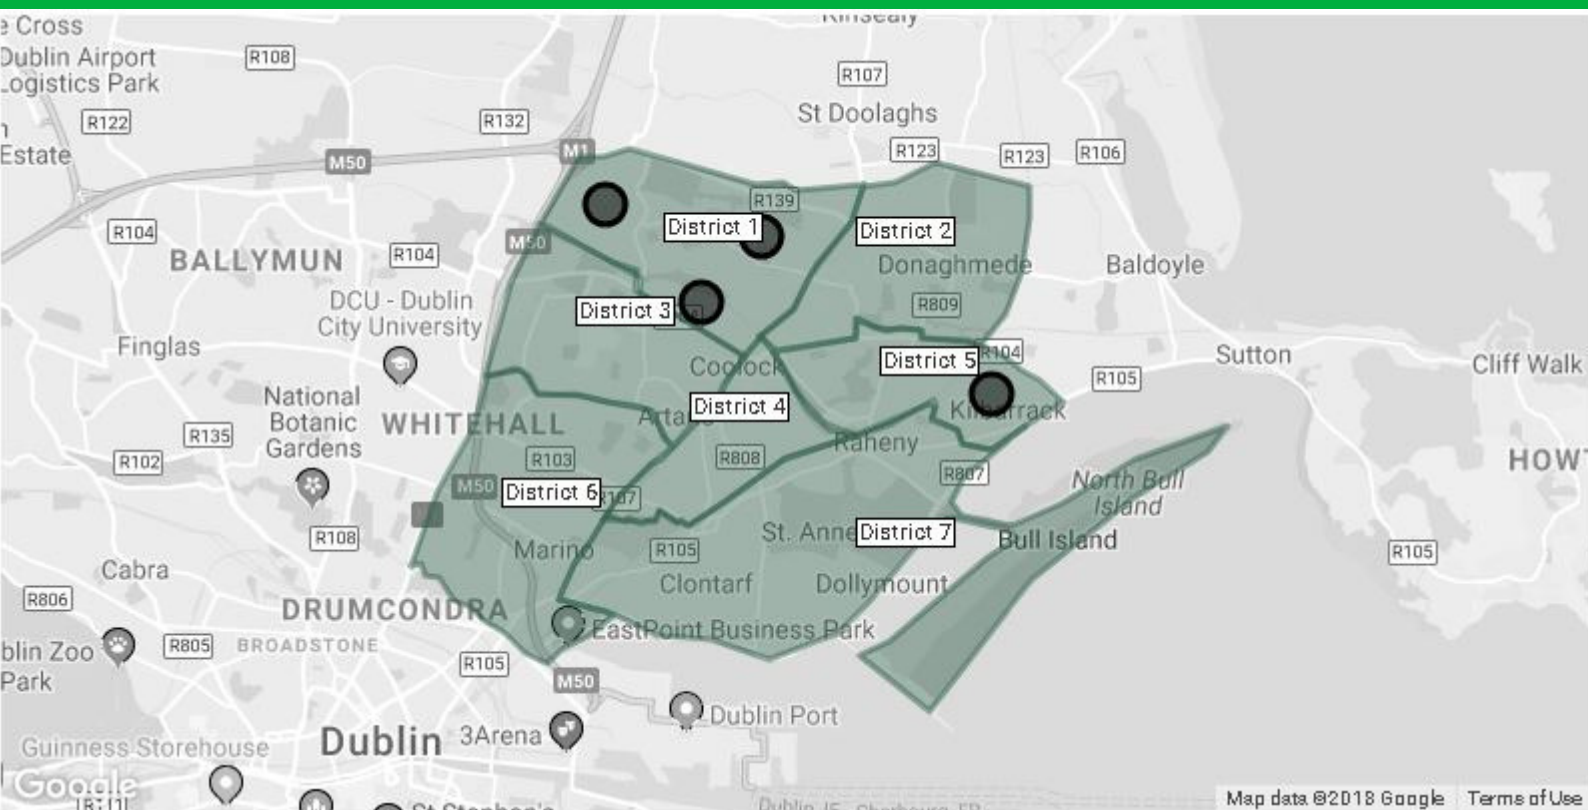 Cross
Kinsealy
Dublin Airport
Logistics Park
R108
R107
St Doolaghs
R122
R132
Estate
M50
M1
R123
R123
R106
R139
District 1
District 2
R104
M50
BALLYMUN
R104
Donaghmede
Baldoyle
DCU - Dublin
City University
District 3
R809
Finglas
Coolock
District 5
R104
Sutton
Cliff Walk
R105
National
Botanic
Gardens
WHITEHALL
District 4
Kilbarrack
R135
Raheny
R102
R103
R808
HOW
M50
District 6
R807
North Bull
Island
R108
Marino
R105
St. Anne
District 7
Bull Island
R105
Cabra
Clontarf
Dollymount
R806
DRUMCONDRA
EastPoint Business Park
blin Zoo
Park
R805
BROADSTONE
R105
M50
Dublin
3Arena
Dublin Port
Guinness Storehouse
Google
St Stephen's
Map data ©2018 Google
Terms of Use